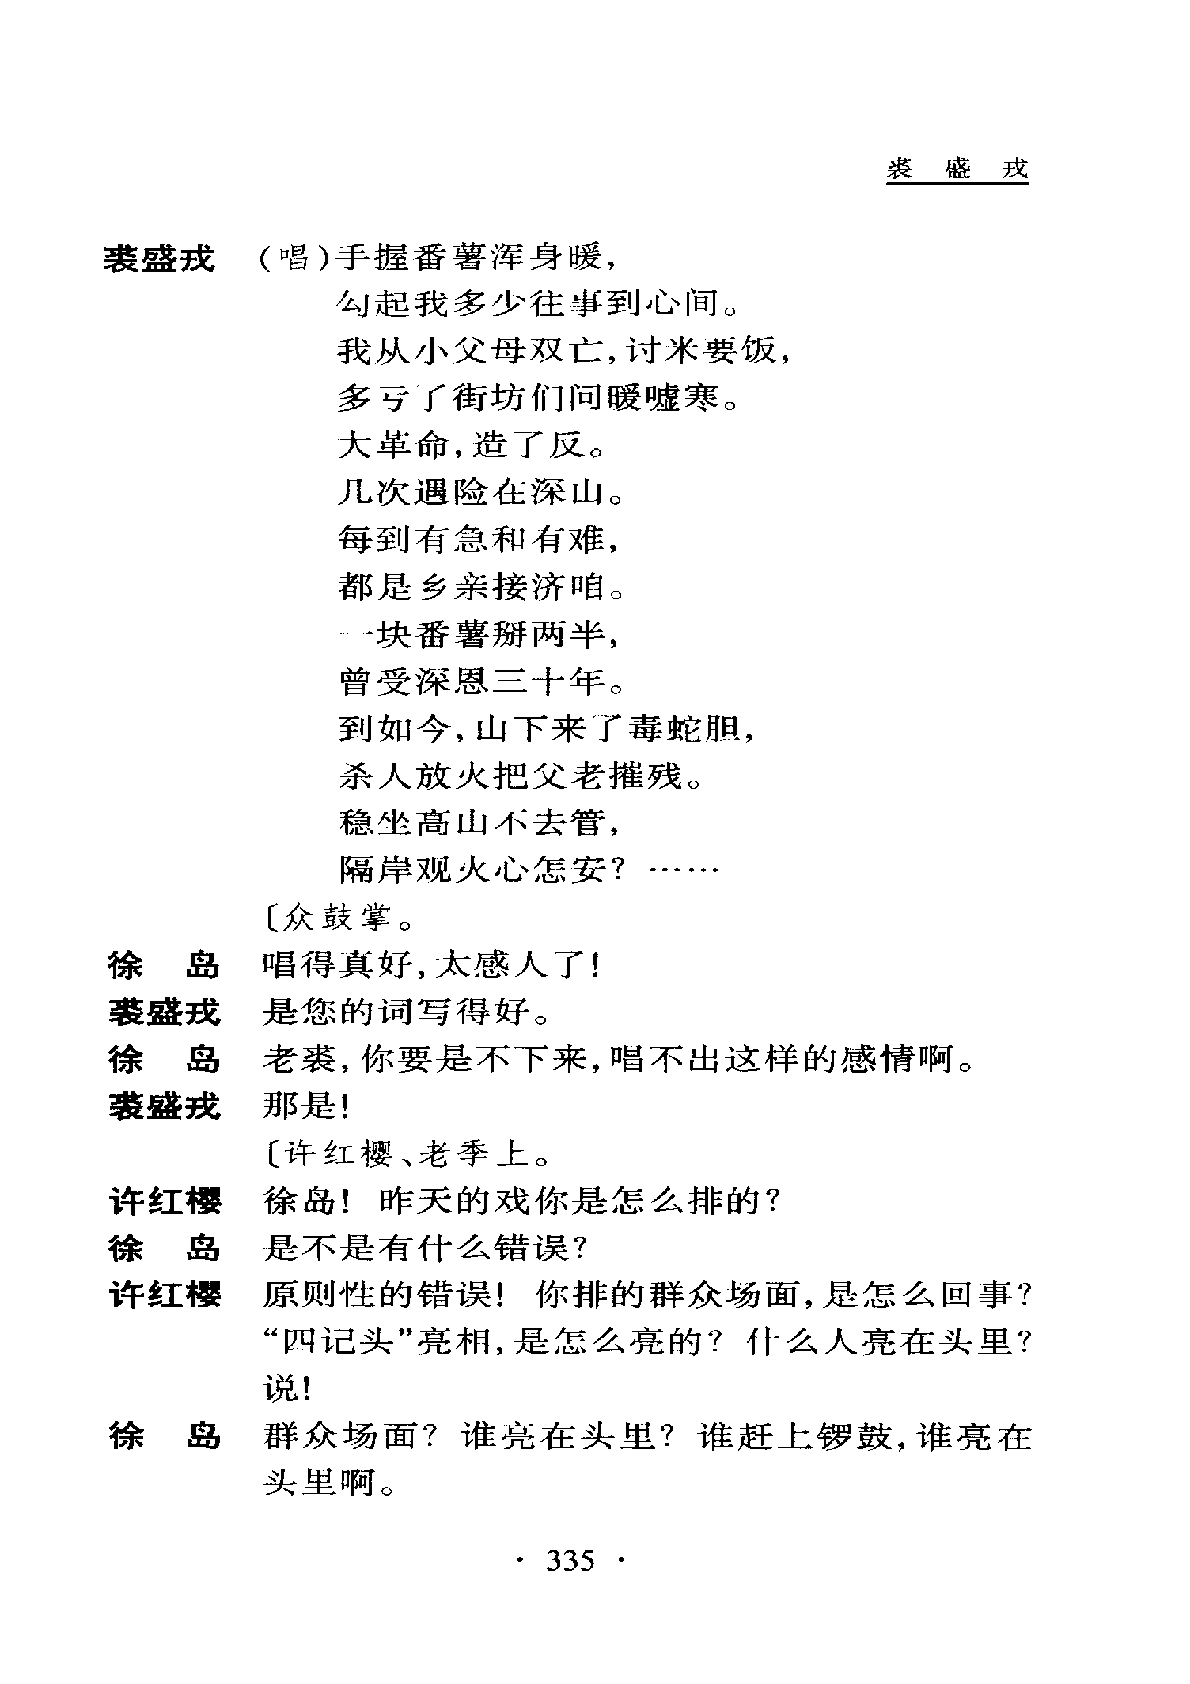 裘 盛 戎
裘盛戎 (唱)手握番薯浑身暖,
勾起我多少往事到心间。
我从小父母双亡,讨米要饭,
多亏了街坊们问暖嘘寒。
大革命,造了反。
几次遇险在深山。
每到有急和有难,
都是乡亲接济咱。
一块番薯掰两半,
曾受深恩三十年。
到如今,山下来了毒蛇胆,
杀人放火把父老摧残。
稳坐高山不去管,
隔岸观火心怎安? ……
〔众鼓掌。
徐 岛 唱得真好,太感人了!
裘盛戎 是您的词写得好。
徐 岛 老裘,你要是不下来,唱不出这样的感情啊。
裘盛戎 那是!
〔许红樱、老季上。
许红樱 徐岛! 昨天的戏你是怎么排的?
徐 岛 是不是有什么错误?
许红樱 原则性的错误! 你排的群众场面,是怎么回事?
“四记头”亮相,是怎么亮的? 什么人亮在头里?
说!
徐 岛 群众场面? 谁亮在头里? 谁赶上锣鼓,谁亮在
头里啊。
· 335 ·